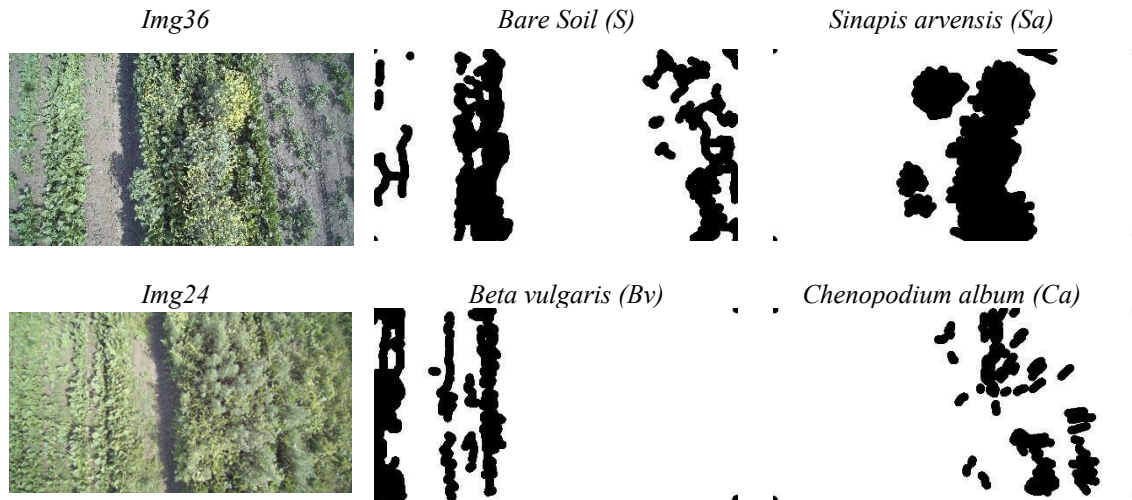 Img36
Bare Soil (S)
Sinapis arvensis (Sa)
Img24
Beta vulgaris (Bv)
Chenopodium album (Ca)